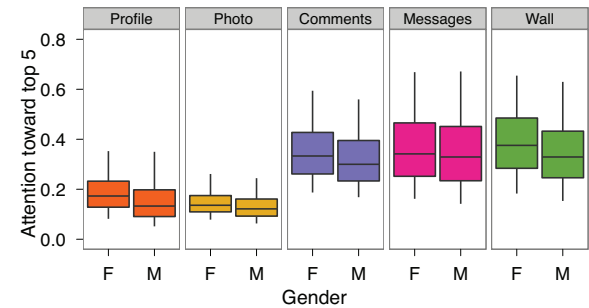 Profile Photo Comments Messages Wall
Attention toward top 5
0.8
0.6
0.4
0.2
0.0
F M F M F M F M F M
Gender